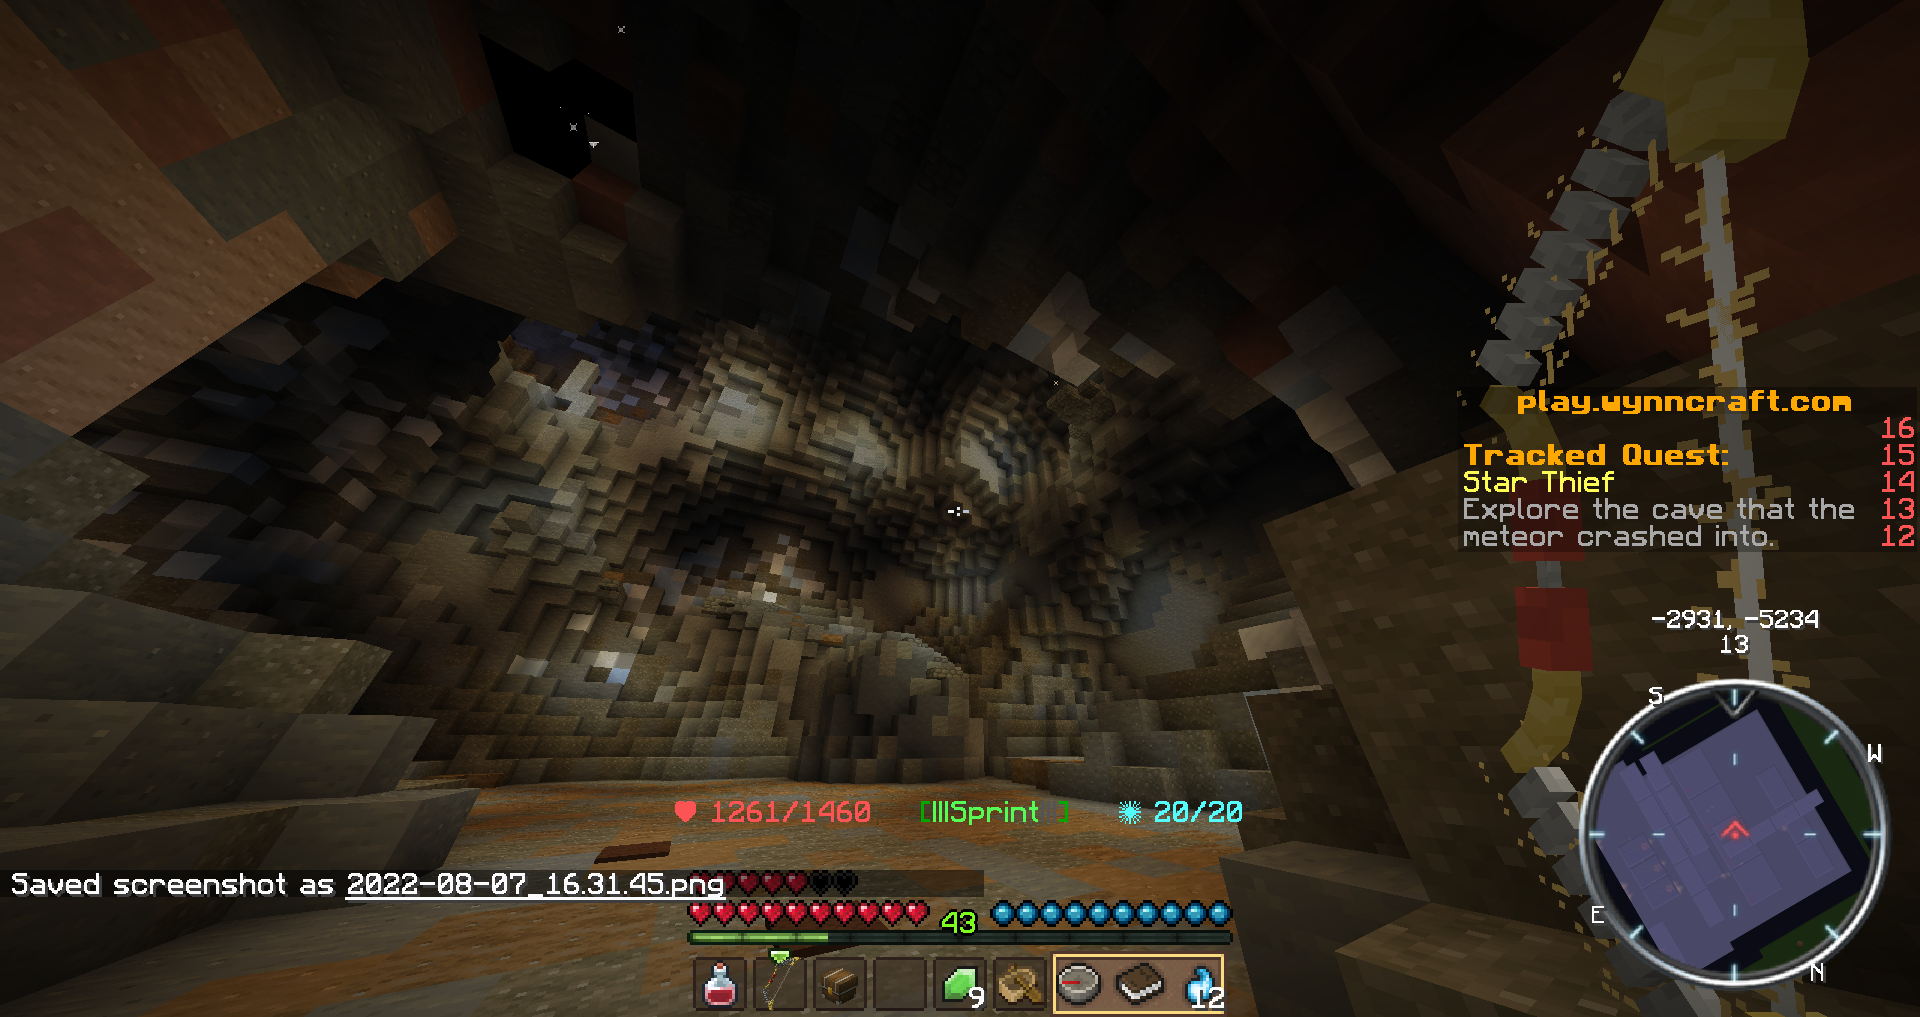 play.wynncraft.com
16
Tracked Quest: 15
Star Thief 14
Explore the cave that the 13
meteor crashed into. 12
-2931, -5234
13
S
W
E
N
1261/1460 [lllSprint ] 20/20
Saved screenshot as 2022-08-07_16.31.45.png
43
9 12